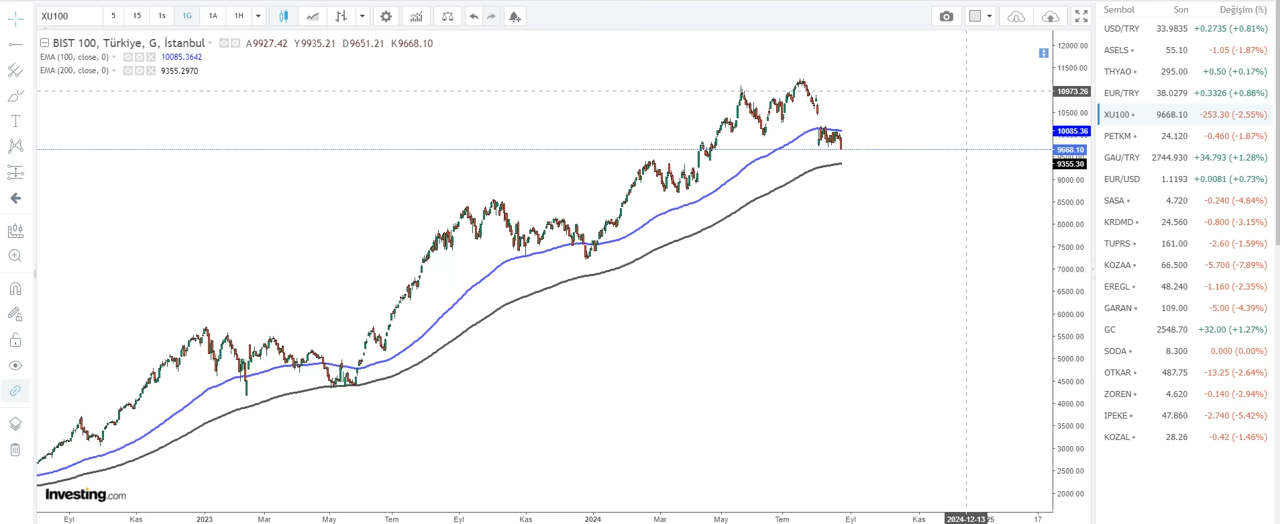 XU100 5 15 1s 1G 1A 1H
BIST 100, Türkiye, G, İstanbul A9927.42 Y9935.21 D9651.21 K9668.10
EMA (100, close, 0) 10085.3642
EMA (200, close, 0) 9355.2970
12000.00
11500.00
10973.26
10500.00
10085.36
10000.00
9668.10
9500.00
9355.30
9000.00
8500.00
8000.00
7500.00
7000.00
6500.00
6000.00
5500.00
5000.00
4500.00
4000.00
3500.00
3000.00
2500.00
2000.00
Investing.com
Eyl Kas 2023 Mar May Tem Eyl Kas 2024 Mar May Tem Eyl Kas 2024-12-13 25 17
Sembol Son Değişim (%)
USD/TRY 33.9835 +0.2735 (+0.81%)
ASELS 55.10 -1.05 (-1.87%)
THYAO 295.00 +0.50 (+0.17%)
EUR/TRY 38.0279 +0.3326 (+0.88%)
XU100 9668.10 -253.30 (-2.55%)
PETKM 24.120 -0.460 (-1.87%)
GAU/TRY 2744.930 +34.793 (+1.28%)
EUR/USD 1.1193 +0.0081 (+0.73%)
SASA 4.720 -0.240 (-4.84%)
KRDMD 24.560 -0.800 (-3.15%)
TUPRS 161.00 -2.60 (-1.59%)
KOZAA 66.500 -5.700 (-7.89%)
EREGL 48.240 -1.160 (-2.35%)
GARAN 109.00 -5.00 (-4.39%)
GC 2548.70 +32.00 (+1.27%)
SODA 8.300 0.000 (0.00%)
OTKAR 487.75 -13.25 (-2.64%)
ZOREN 4.620 -0.140 (-2.94%)
IPEKE 47.860 -2.740 (-5.42%)
KOZAL 28.26 -0.42 (-1.46%)